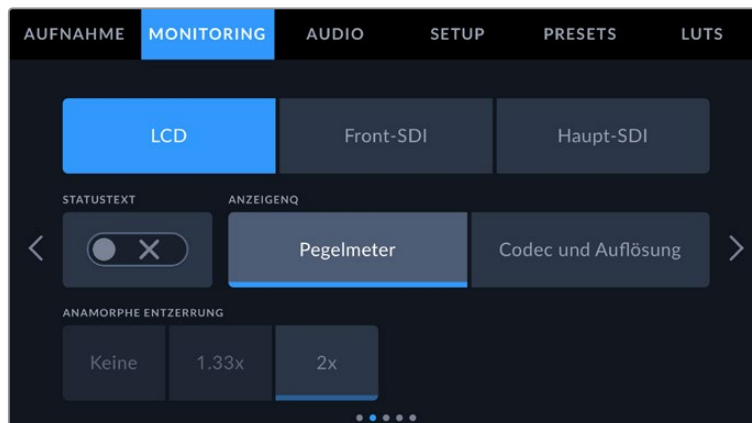 AUFNAHME MONITORING AUDIO SETUP PRESETS LUTS
LCD Front-SDI Haupt-SDI
STATUSTEXT ANZEIGENQ
Pegelmeter Codec und Auflösung
ANAMORPHE ENTZERRUNG
Keine 1.33x 2x